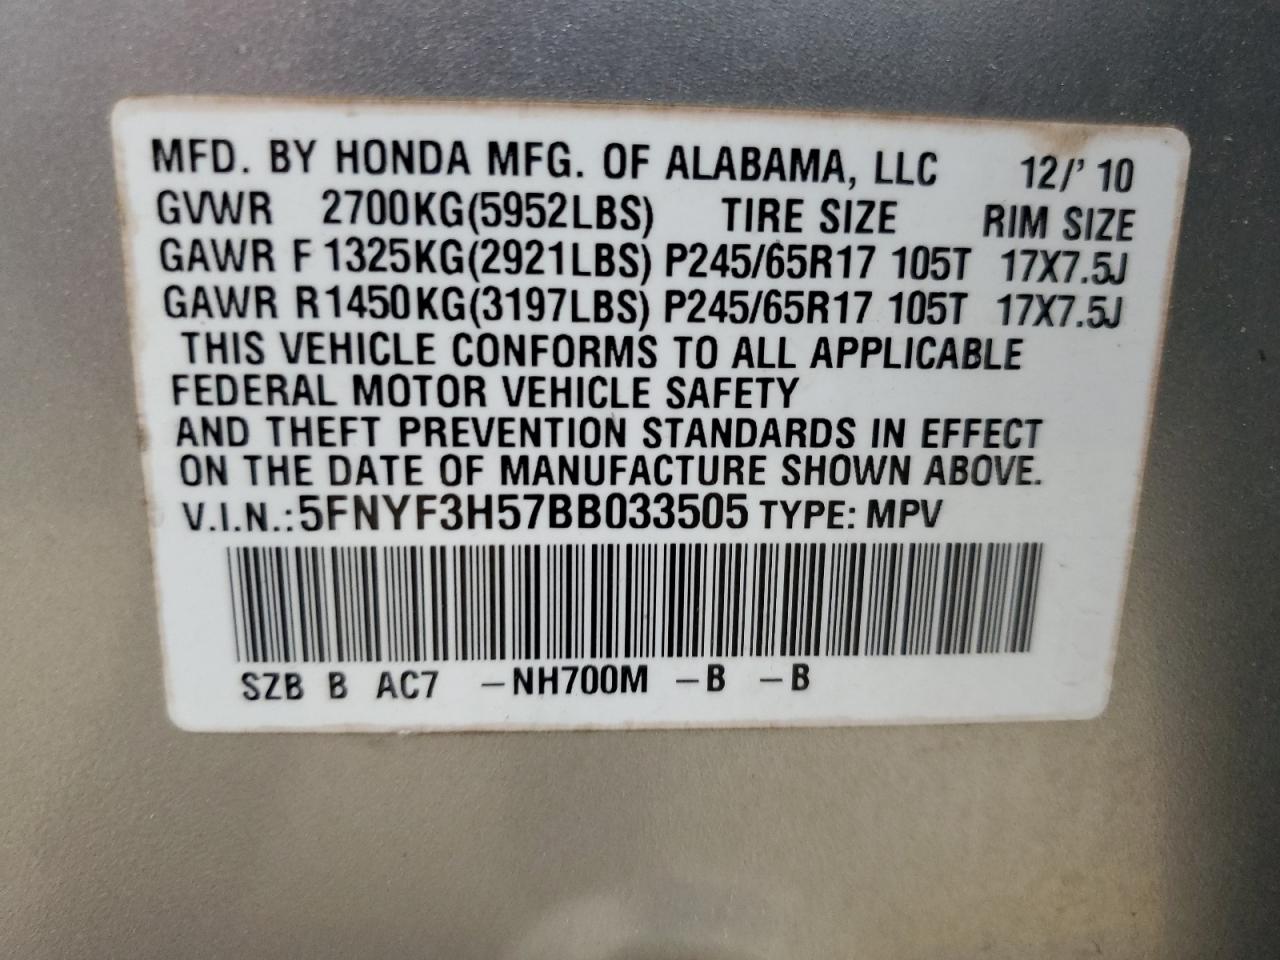 MFD. BY HONDA MFG. OF ALABAMA, LLC 12/' 10
GVWR 2700KG(5952LBS) TIRE SIZE RIM SIZE
GAWR F 1325KG(2921LBS) P245/65R17 105T 17X7.5J
GAWR R 1450KG(3197LBS) P245/65R17 105T 17X7.5J
THIS VEHICLE CONFORMS TO ALL APPLICABLE
FEDERAL MOTOR VEHICLE SAFETY
AND THEFT PREVENTION STANDARDS IN EFFECT
ON THE DATE OF MANUFACTURE SHOWN ABOVE.
V.I.N.: 5FNYF3H57BB033505 TYPE: MPV
SZB B AC7 –NH700M –B –B